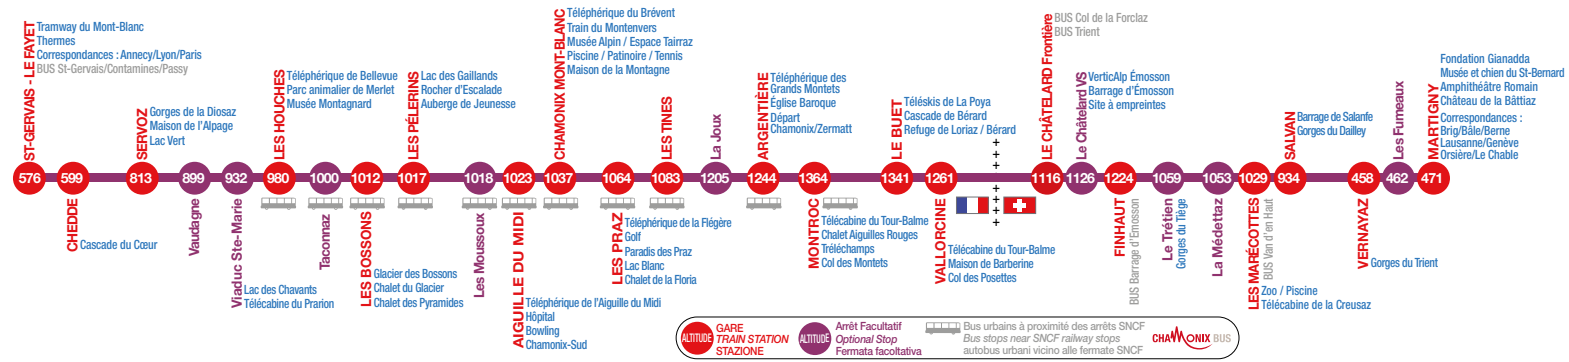 ST-GERVAIS - LE FAYET
Tramway du Mont-Blanc
Thermes
Correspondances : Annecy/Lyon/Paris
BUS St-Gervais/Contamines/Passy
576
CHEDDE
599
Cascade du Cœur
SERVOZ
Gorges de la Diosaz
Maison de l'Alpage
Lac Vert
813
Vaudagne
899
Viaduc Ste-Marie
932
Lac des Chavants
Télécabine du Prarion
LES HOUCHES
Téléphérique de Bellevue
Parc animalier de Merlet
Musée Montagnard
980
Taconnaz
1000
LES BOSSONS
1012
Glacier des Bossons
Chalet du Glacier
Chalet des Pyramides
LES PÉLERINS
Lac des Gaillands
Rocher d'Escalade
Auberge de Jeunesse
1017
Les Moussoux
1018
AIGUILLE DU MIDI
1023
Téléphérique de l'Aiguille du Midi
Hôpital
Bowling
Chamonix-Sud
CHAMONIX MONT-BLANC
Téléphérique du Brévent
Train du Montenvers
Musée Alpin / Espace Tairraz
Piscine / Patinoire / Tennis
Maison de la Montagne
1037
LES PRAZ
1064
Téléphérique de la Flégère
Golf
Paradis des Praz
Lac Blanc
Chalet de la Floria
LES TINES
1083
La Joux
1205
ARGENTIÈRE
Téléphérique des
Grands Montets
Église Baroque
Départ
Chamonix/Zermatt
1244
MONTROC
1364
Télécabine du Tour-Balme
Chalet Aiguilles Rouges
Tréléchamps
Col des Montets
LE BUET
Téléskis de La Poya
Cascade de Bérard
Refuge de Loriaz / Bérard
1341
VALLORCINE
1261
Télécabine du Tour-Balme
Maison de Barberine
Col des Posettes
LE CHÂTELARD Frontière
BUS Col de la Forclaz
BUS Trient
1116
Le Châtelard VS
VerticAlp Émosson
Barrage d'Émosson
Site à empreintes
1126
FINHAUT
1224
BUS Barrage d'Emosson
Le Trétien
1059
Gorges du Tiège
La Médettaz
1053
LES MARÉCOTTES
1029
BUS Van d'en Haut
Zoo / Piscine
Télécabine de la Creusaz
SALVAN
Barrage de Salanfe
Gorges du Dailley
934
VERNAYAZ
458
Gorges du Trient
Les Fumeaux
462
MARTIGNY
Fondation Gianadda
Musée et chien du St-Bernard
Amphithéâtre Romain
Château de la Bâttiaz
Correspondances :
Brig/Bâle/Berne
Lausanne/Genève
Orsière/Le Chable
471
ALTITUDE
GARE
TRAIN STATION
STAZIONE
ALTITUDE
Arrêt Facultatif
Optional Stop
Fermata facoltativa
Bus urbains à proximité des arrêts SNCF
Bus stops near SNCF railway stops
autobus urbani vicino alle fermate SNCF
CHAMONIX BUS